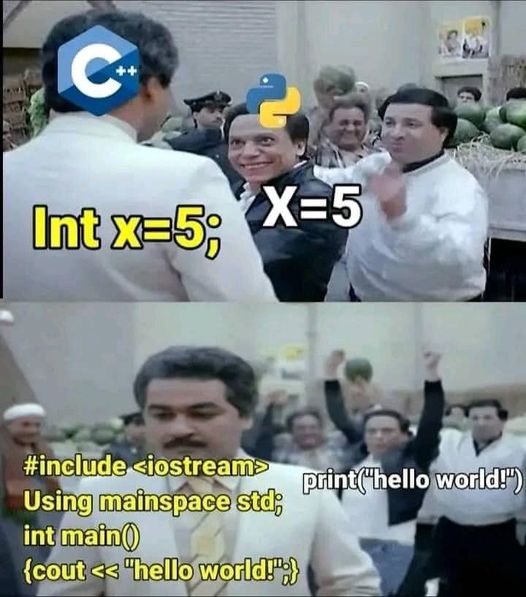 C++
Int x=5;
X=5
#include <iostream>
Using mainspace std;
int main()
{cout << "hello world!";}
print("hello world!")